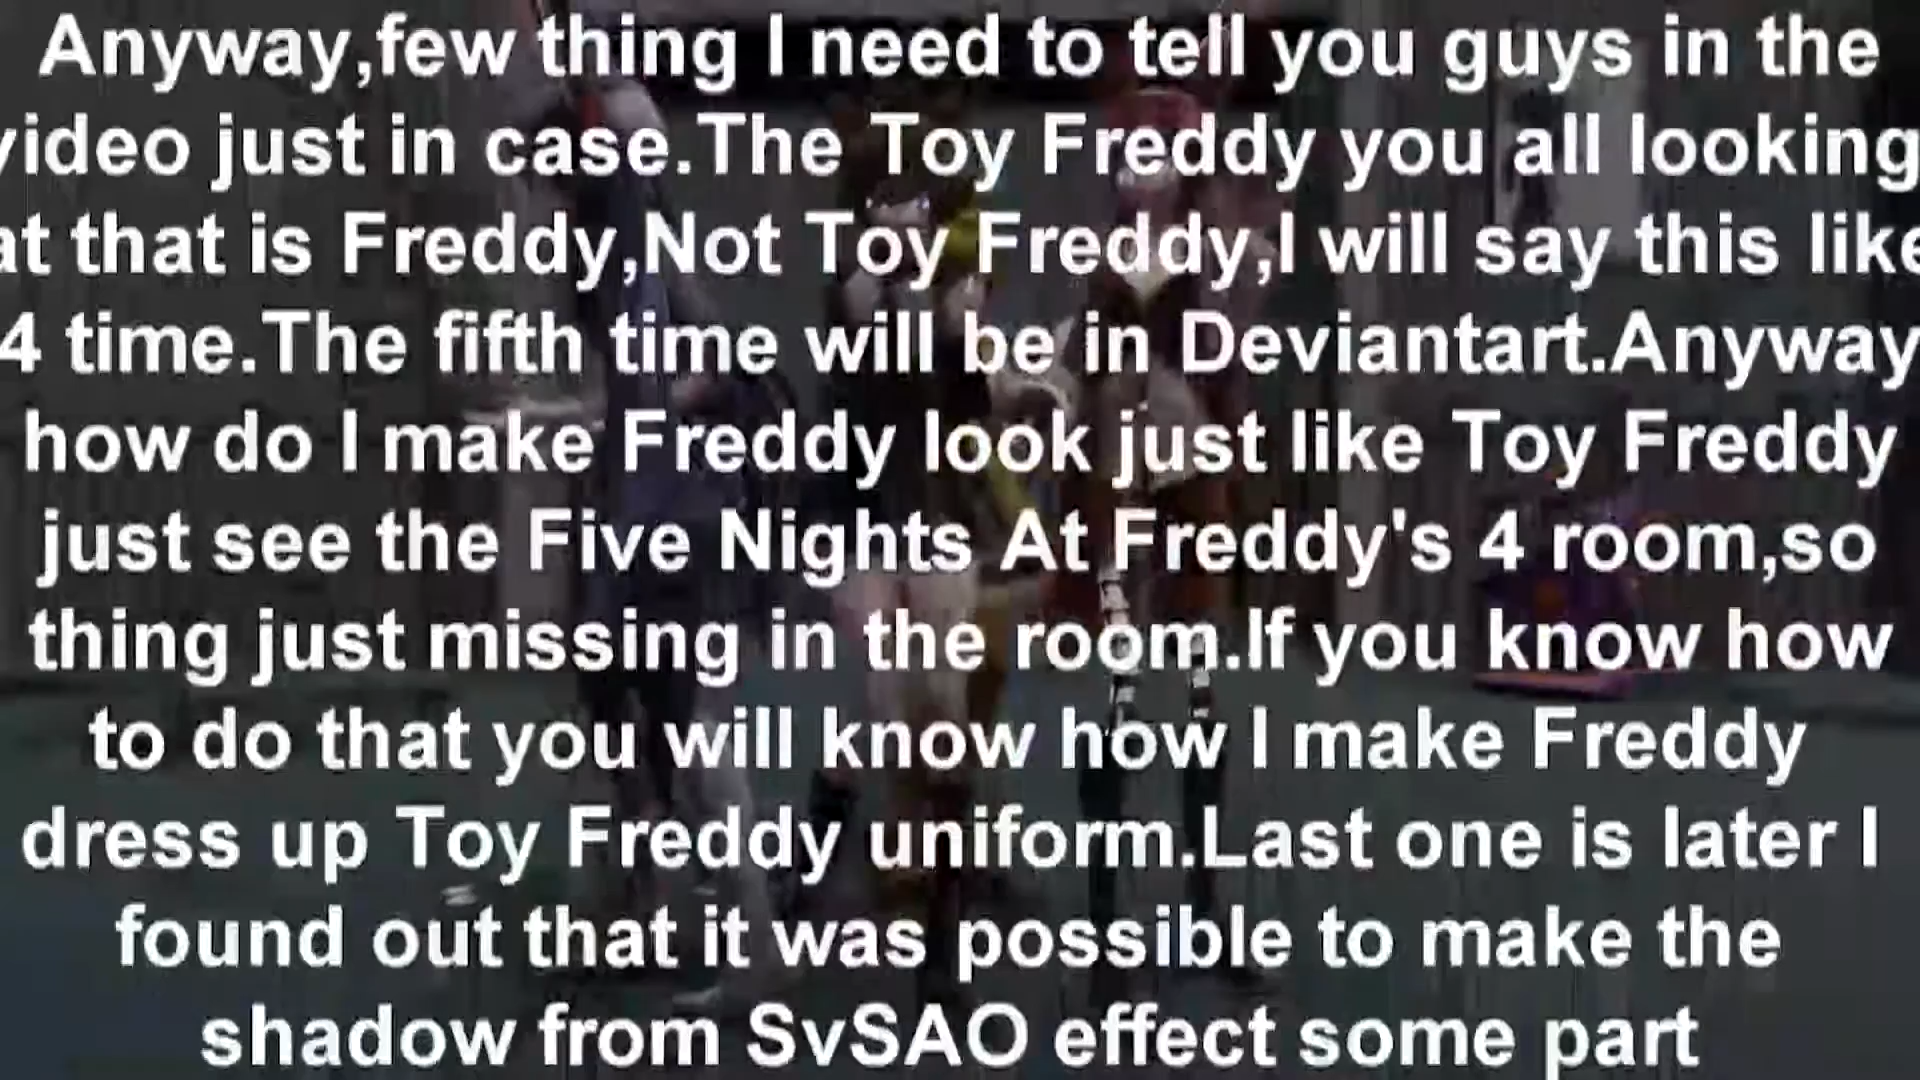 Anyway,few thing I need to tell you guys in the
video just in case.The Toy Freddy you all looking
at that is Freddy,Not Toy Freddy,I will say this like
4 time.The fifth time will be in Deviantart.Anyway
how do I make Freddy look just like Toy Freddy
just see the Five Nights At Freddy's 4 room,so
thing just missing in the room.If you know how
to do that you will know how I make Freddy
dress up Toy Freddy uniform.Last one is later I
found out that it was possible to make the
shadow from SvSAO effect some part